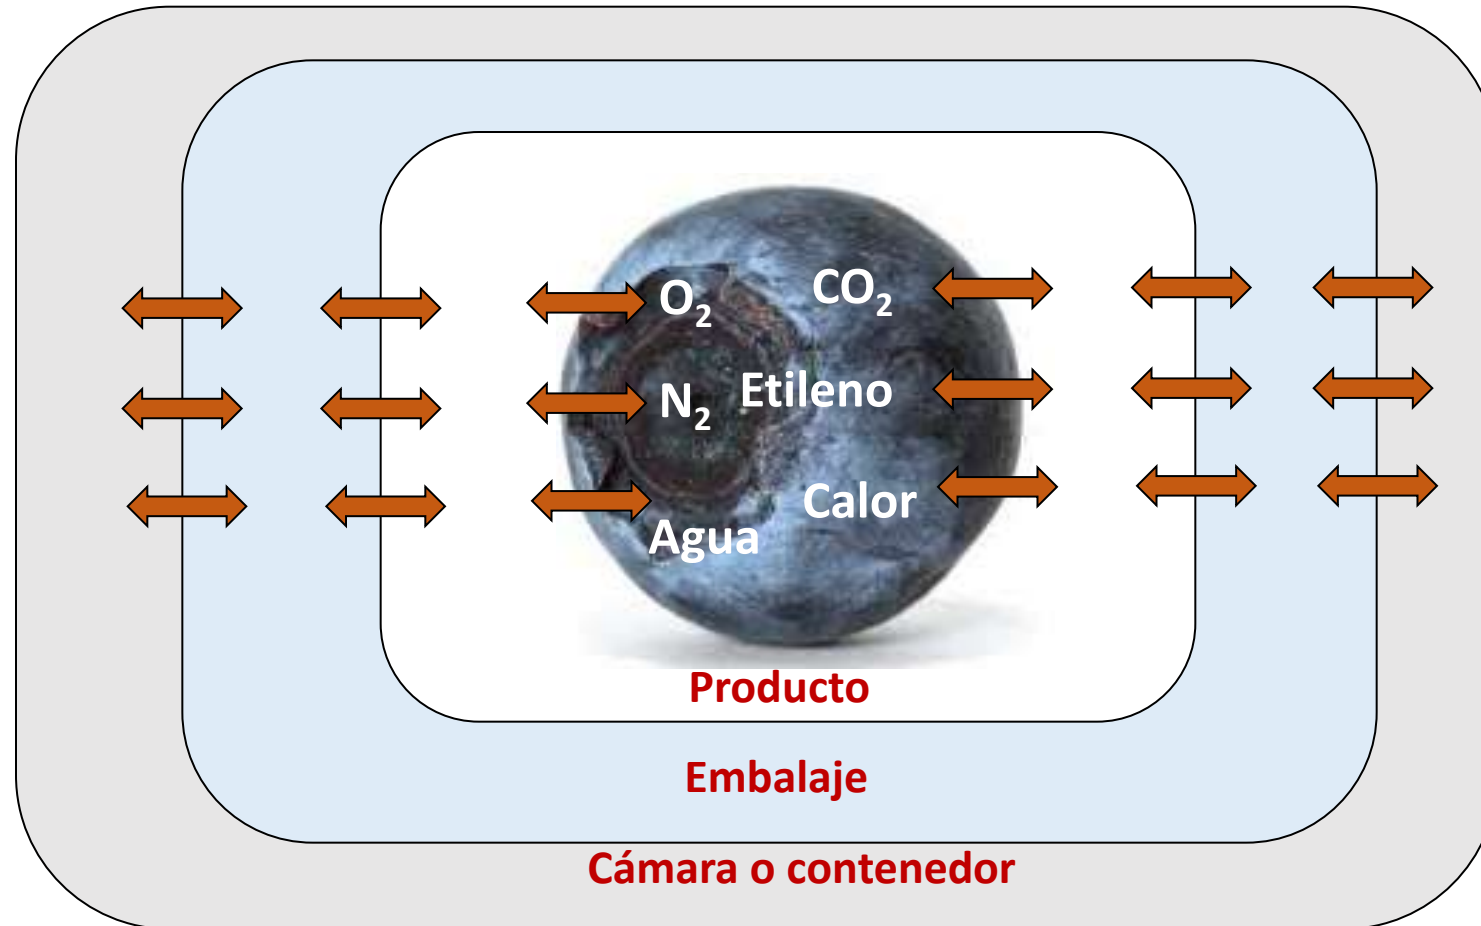 O₂
CO₂
N₂
Etileno
Agua
Calor
Producto
Embalaje
Cámara o contenedor